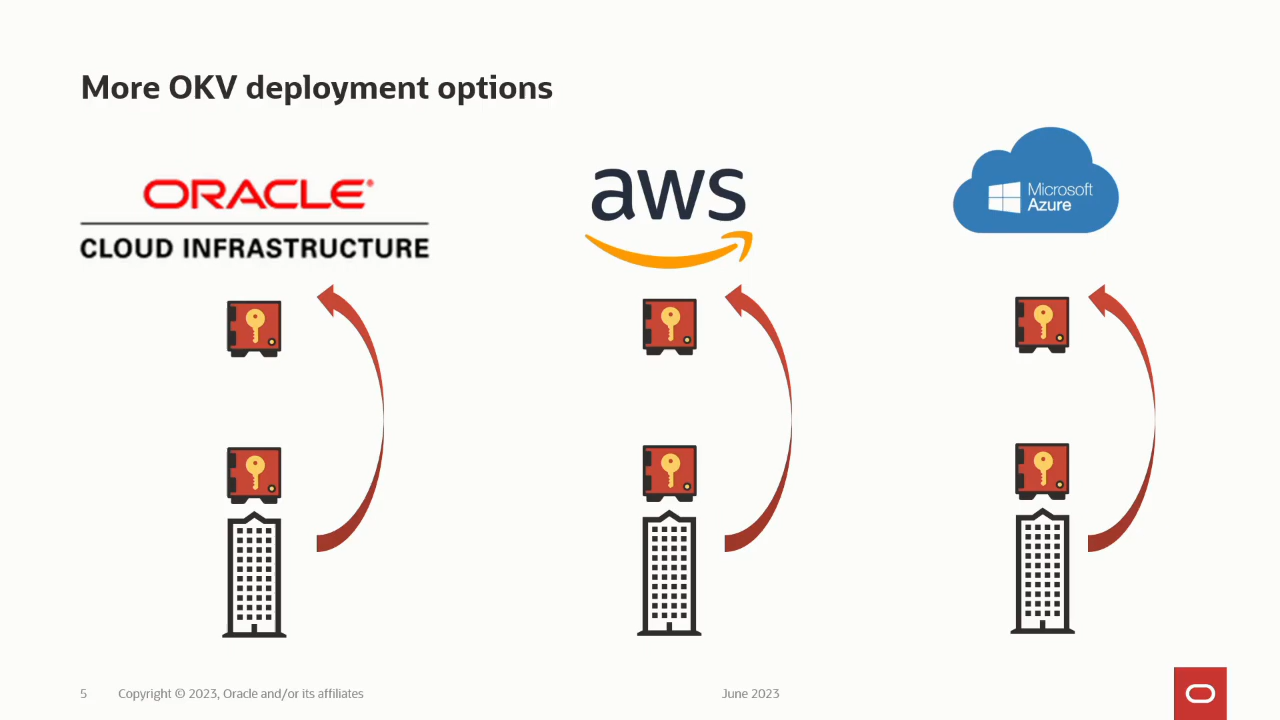 More OKV deployment options
ORACLE®
CLOUD INFRASTRUCTURE
aws
Microsoft
Azure
5 Copyright © 2023, Oracle and/or its affiliates June 2023